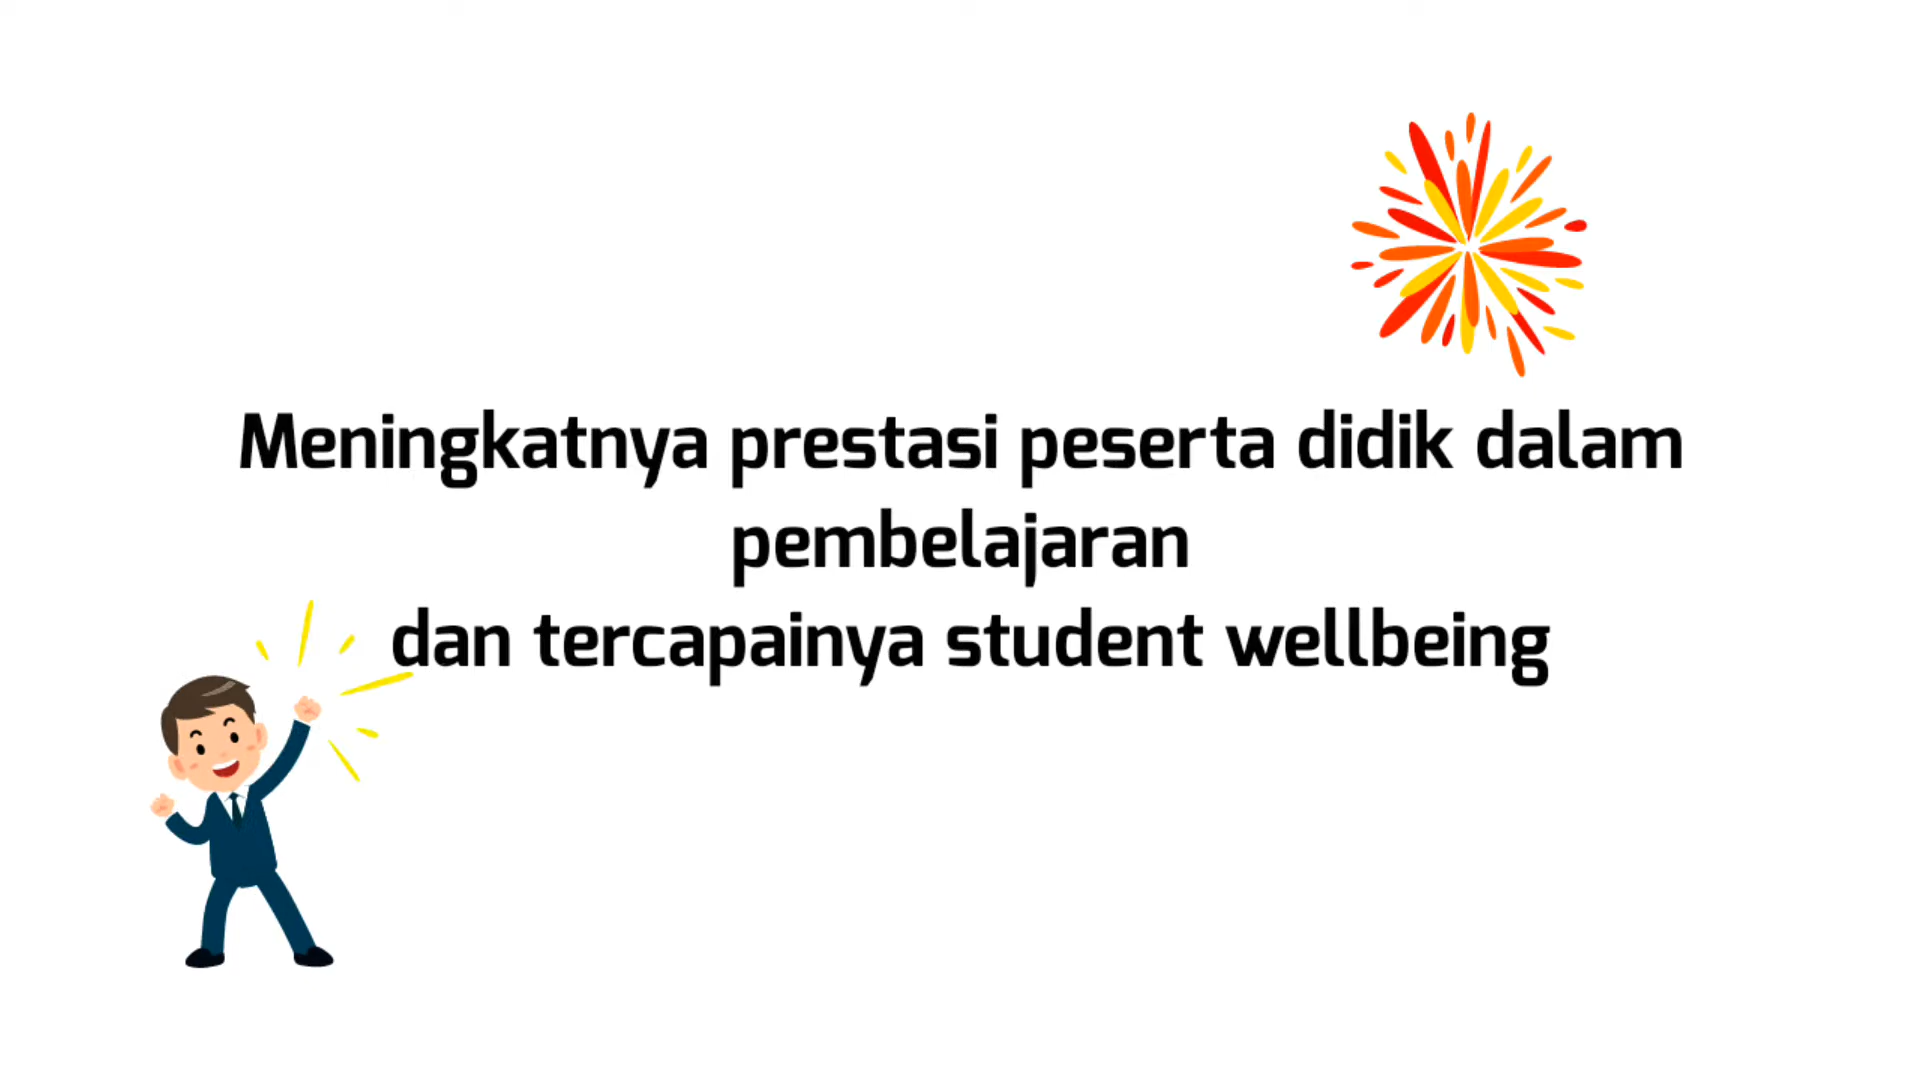 Meningkatnya prestasi peserta didik dalam
pembelajaran
dan tercapainya student wellbeing